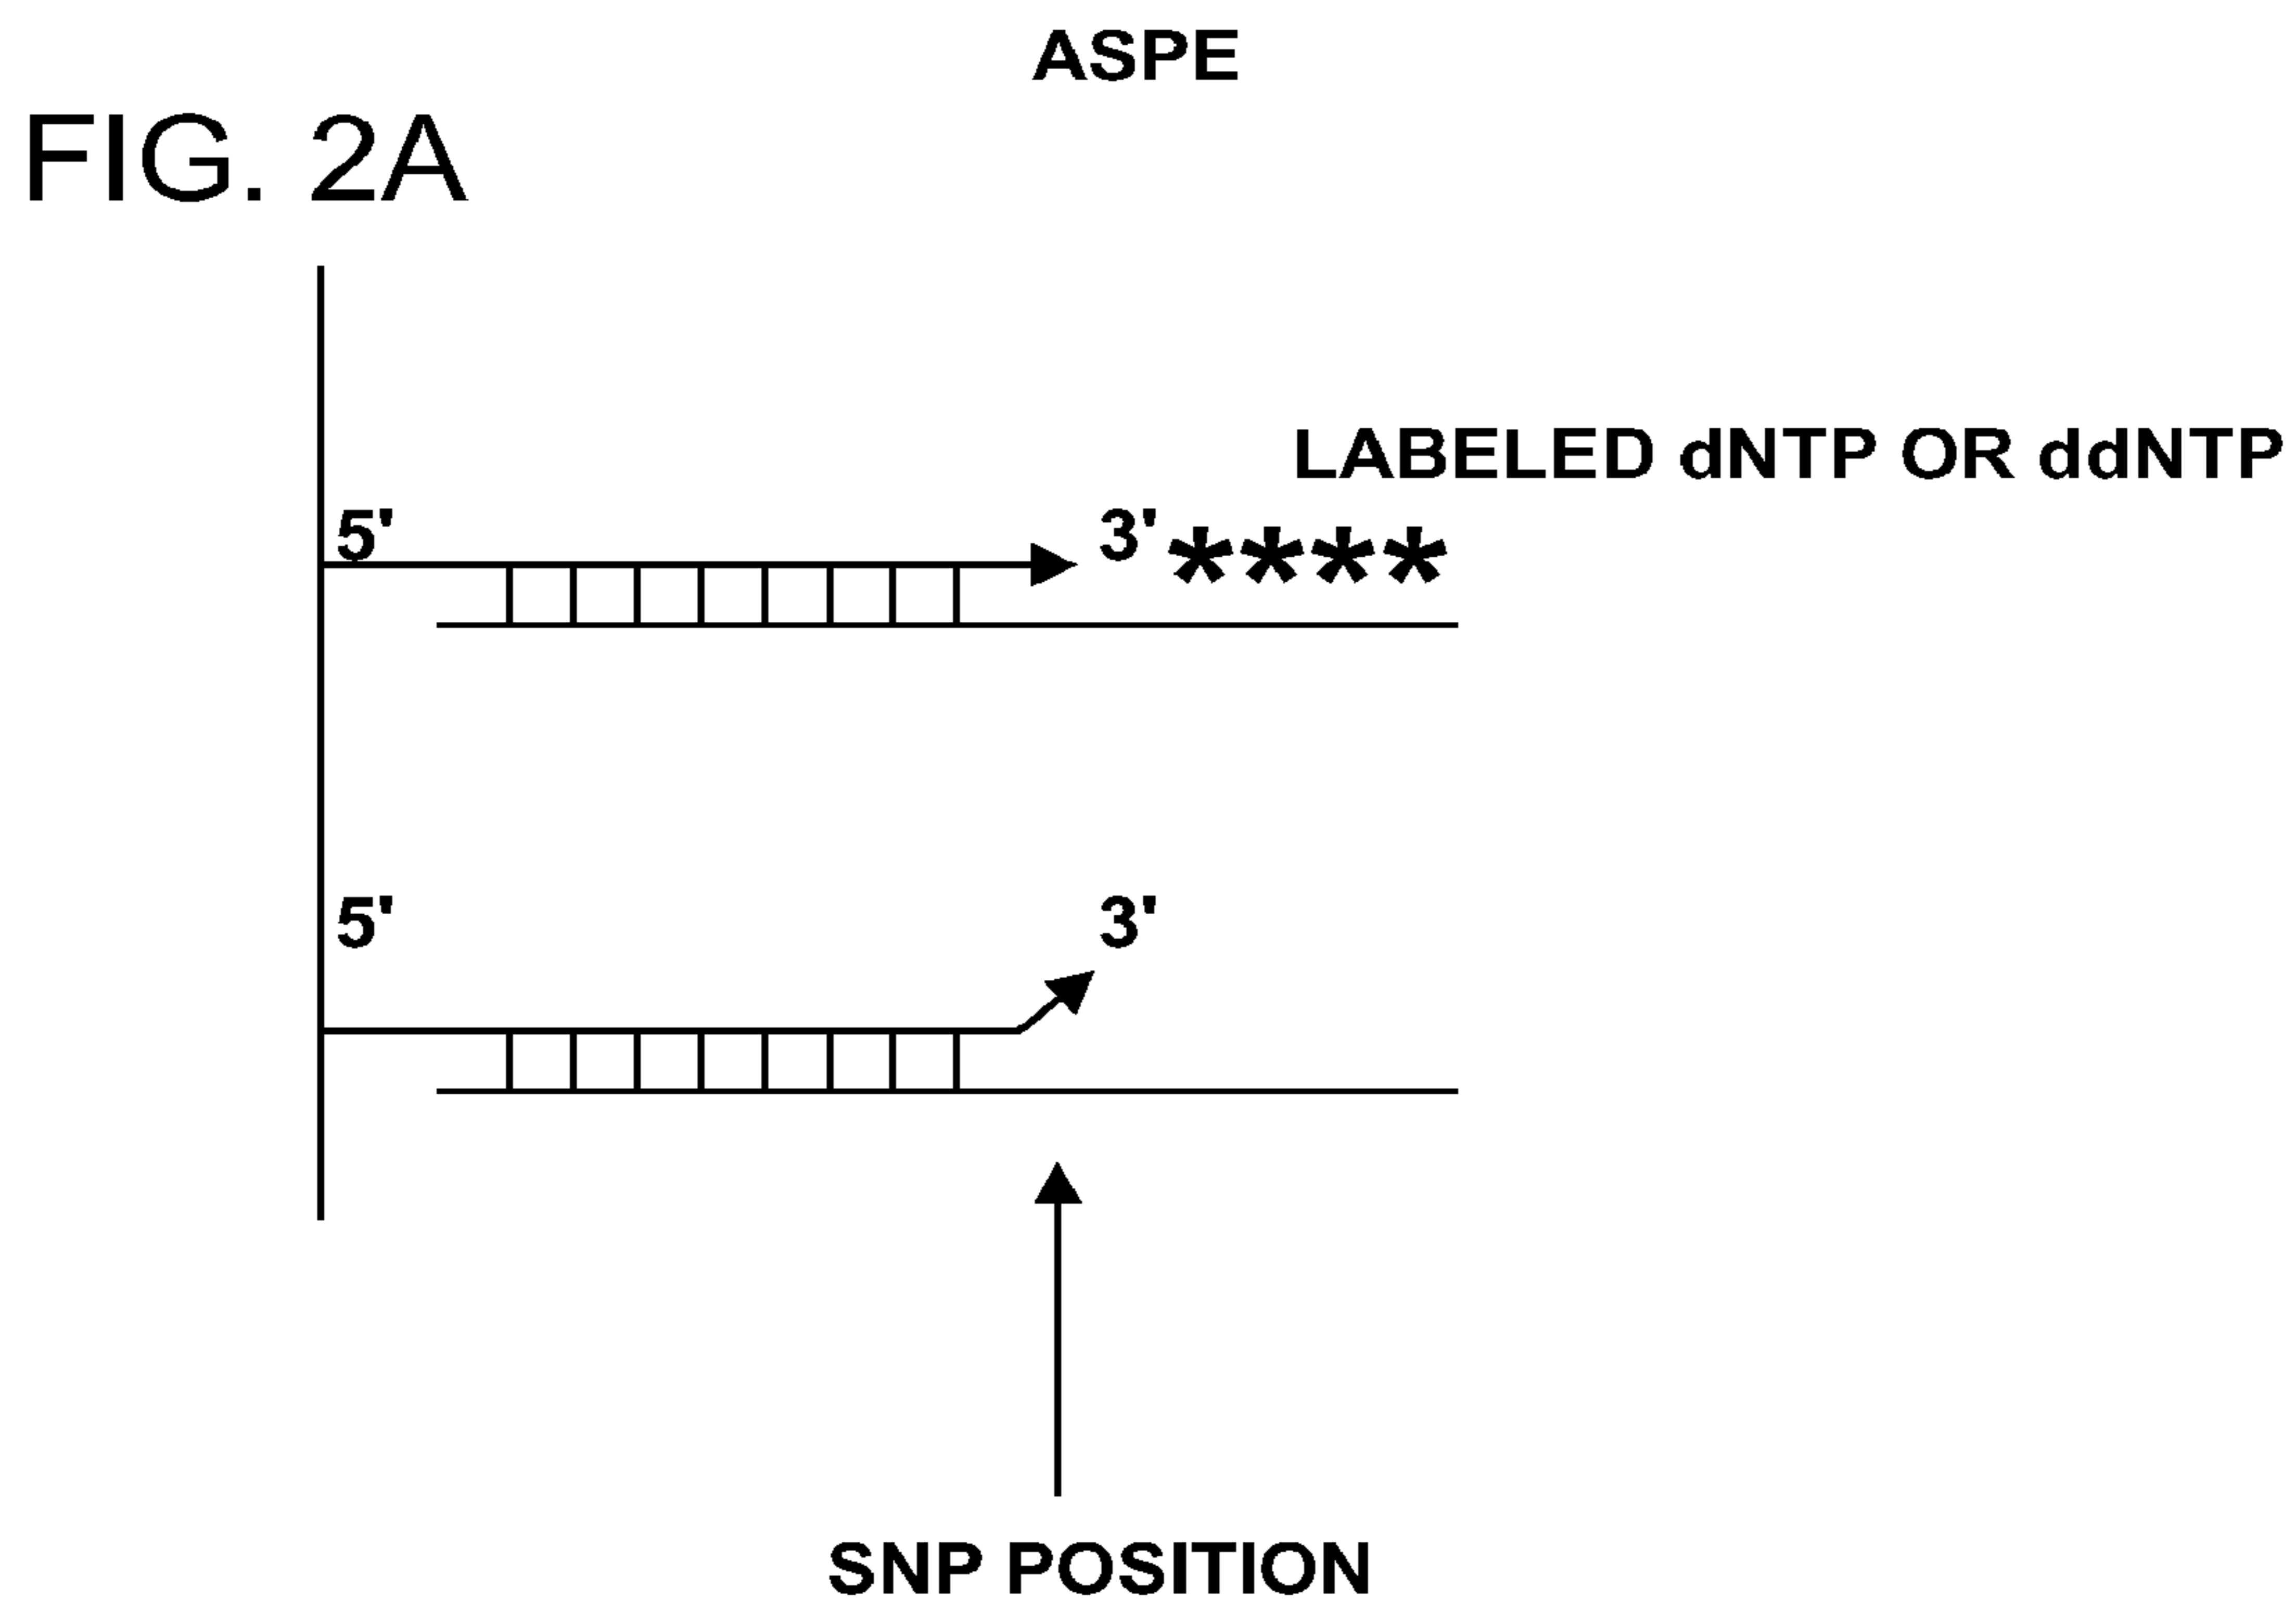 ASPE
FIG. 2A
LABELED dNTP OR ddNTP
5' 3' ****
5' 3'
SNP POSITION